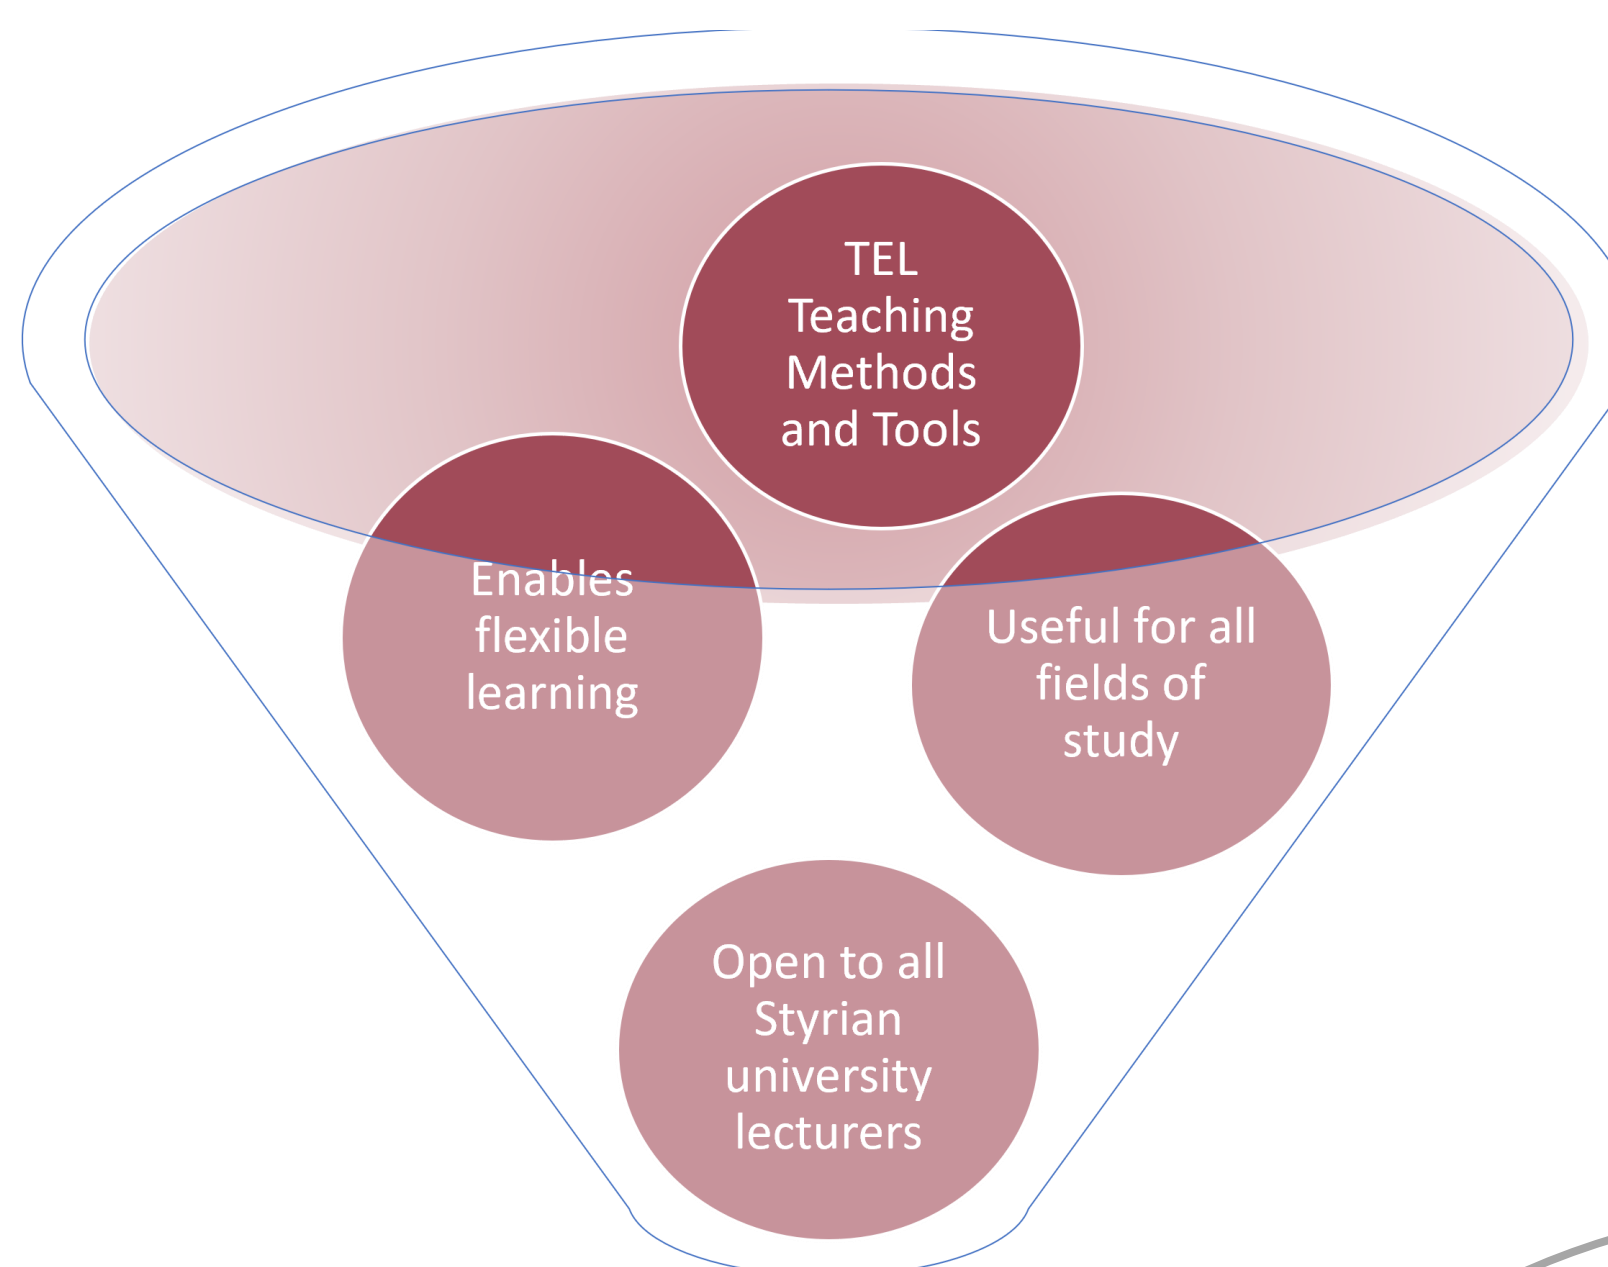 TEL
Teaching
Methods
and Tools
Enables
flexible
learning
Useful for all
fields of
study
Open to all
Styrian
university
lecturers